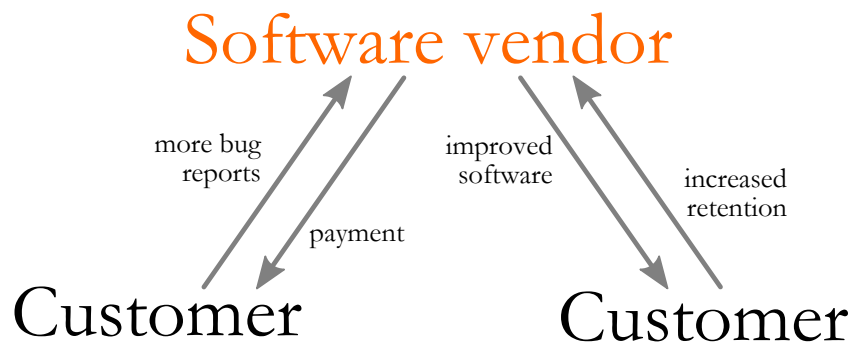 Software vendor
more bug
reports
payment
improved
software
increased
retention
Customer
Customer